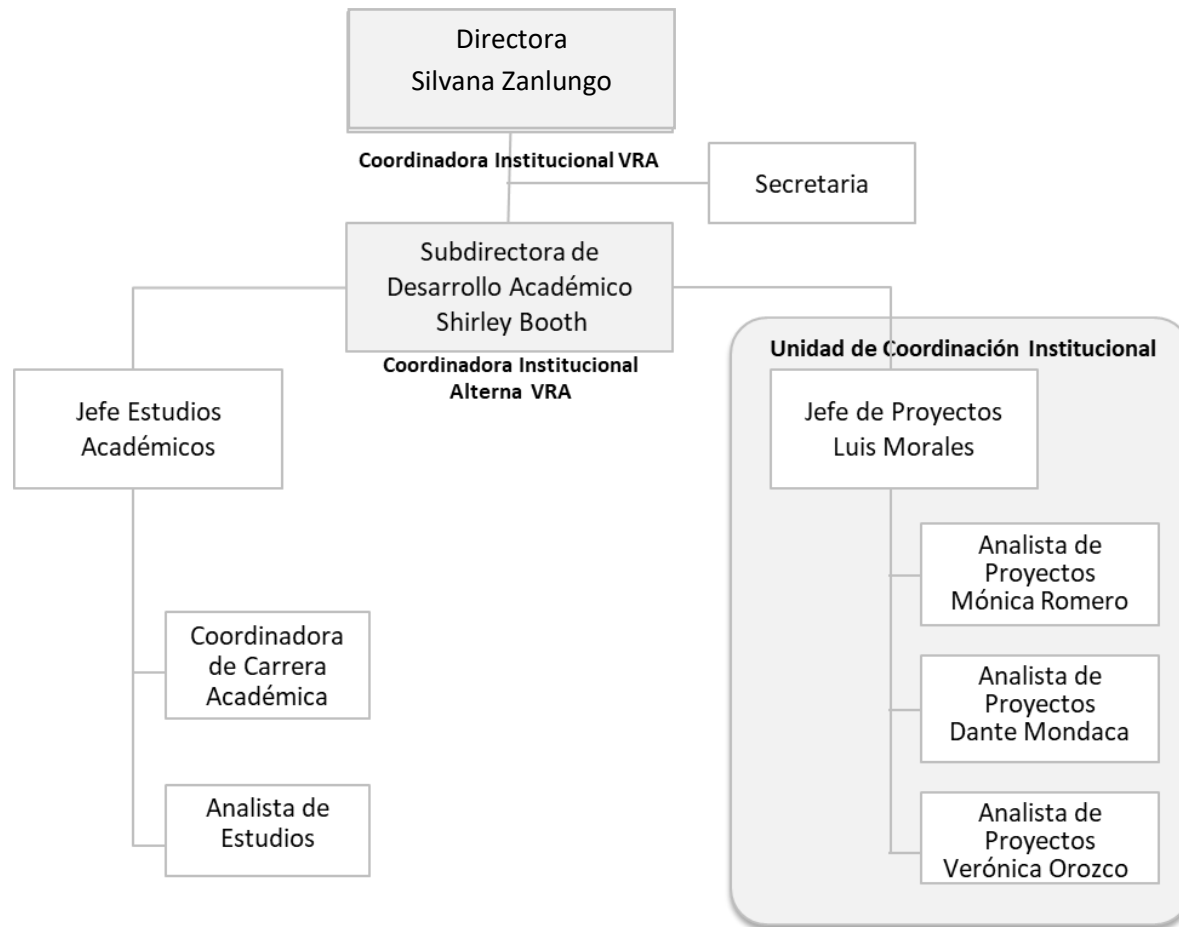 Directora
Silvana Zanlungo
Coordinadora Institucional VRA
Secretaria
Subdirectora de
Desarrollo Académico
Shirley Booth
Coordinadora Institucional
Alterna VRA
Unidad de Coordinación Institucional
Jefe Estudios
Académicos
Jefe de Proyectos
Luis Morales
Coordinadora
de Carrera
Académica
Analista de
Estudios
Analista de
Proyectos
Mónica Romero
Analista de
Proyectos
Dante Mondaca
Analista de
Proyectos
Verónica Orozco